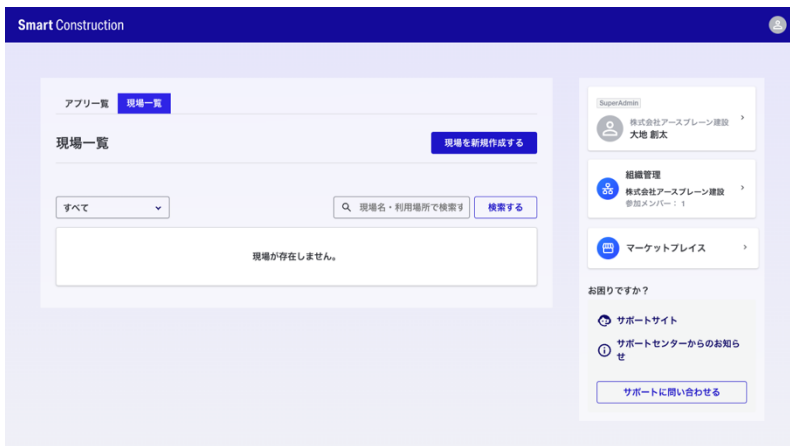 Smart Construction
アプリ一覧 現場一覧
現場一覧
現場を新規作成する
すべて
現場名・利用場所で検索す
検索する
現場が存在しません。
SuperAdmin
株式会社アースブレーン建設
大地 創太
組織管理
株式会社アースブレーン建設
参加メンバー： 1
マーケットプレイス
お困りですか？
サポートサイト
サポートセンターからのお知ら
せ
サポートに問い合わせる